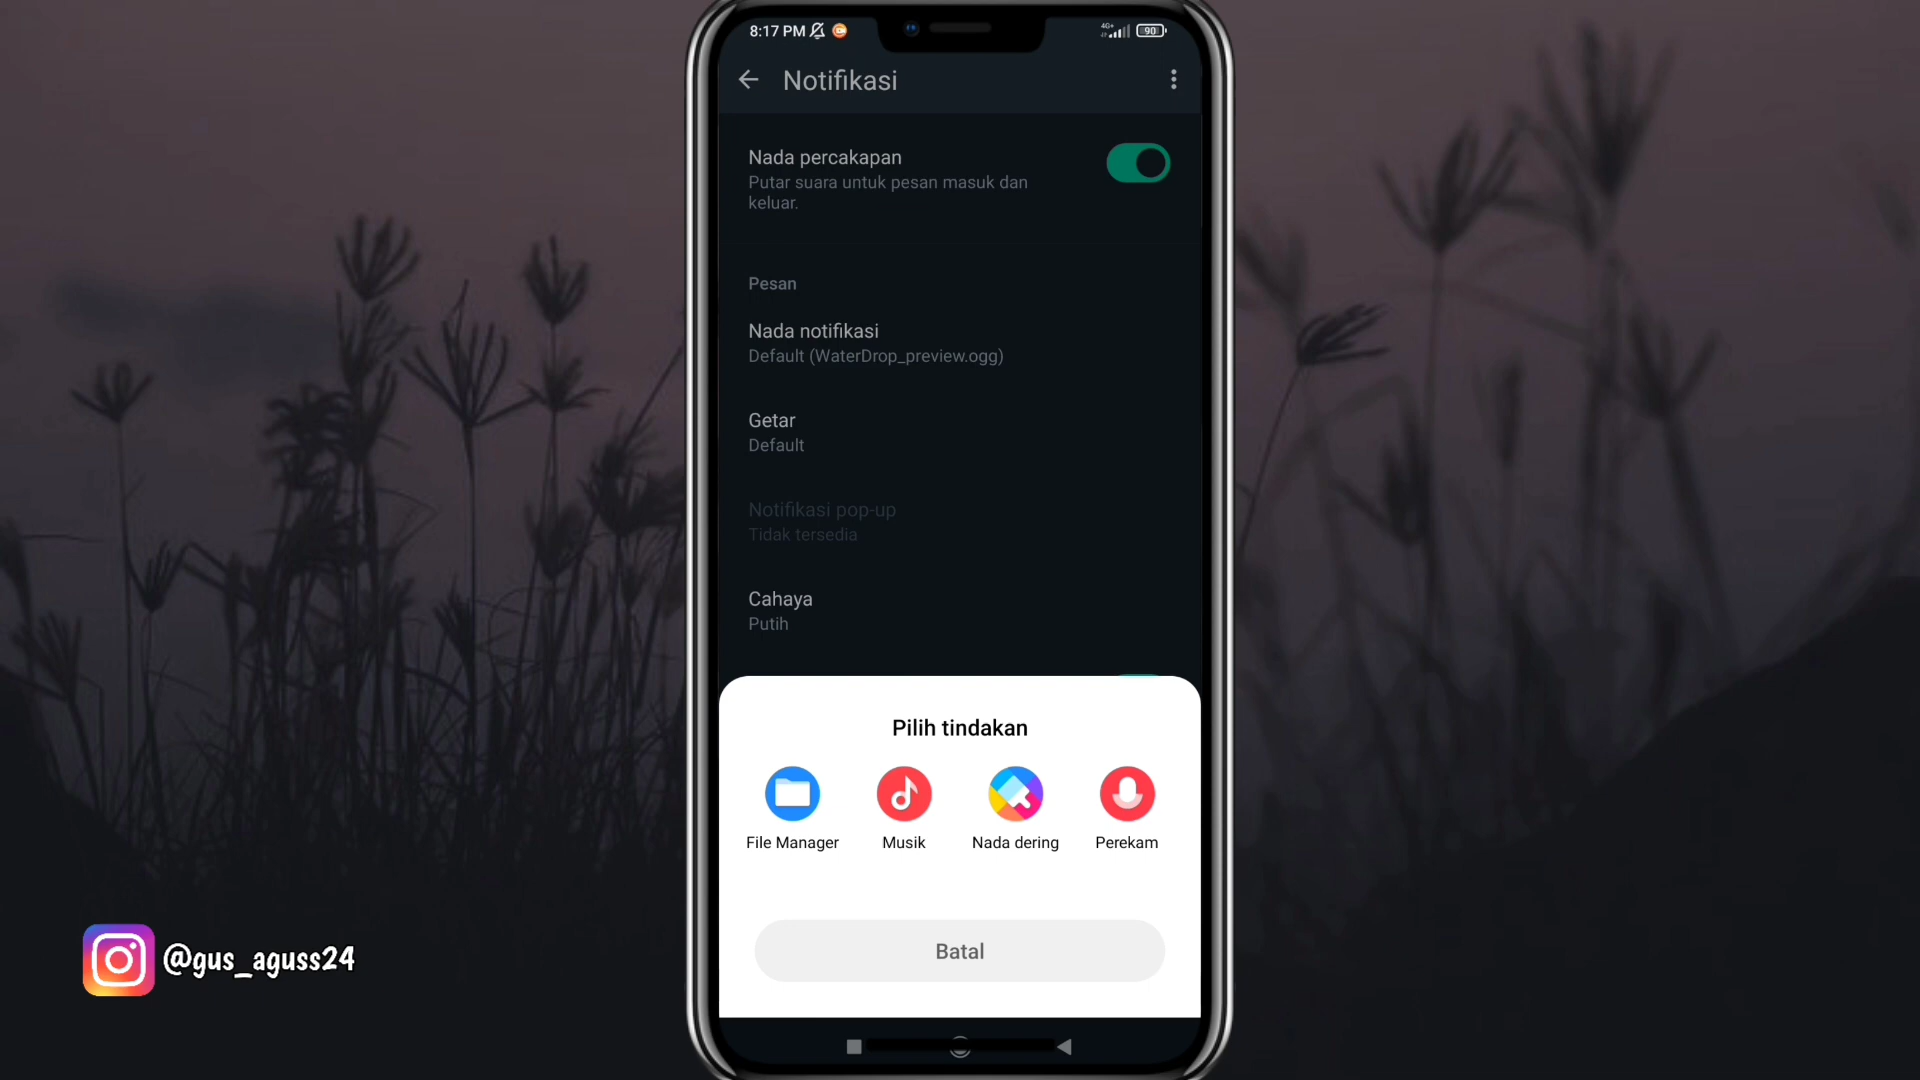 8:17 PM
4G+
90
Notifikasi
Nada percakapan
Putar suara untuk pesan masuk dan
keluar.
Pesan
Nada notifikasi
Default (WaterDrop_preview.ogg)
Getar
Default
Notifikasi pop-up
Tidak tersedia
Cahaya
Putih
Pilih tindakan
File Manager
Musik
Nada dering
Perekam
Batal
@gus_aguss24